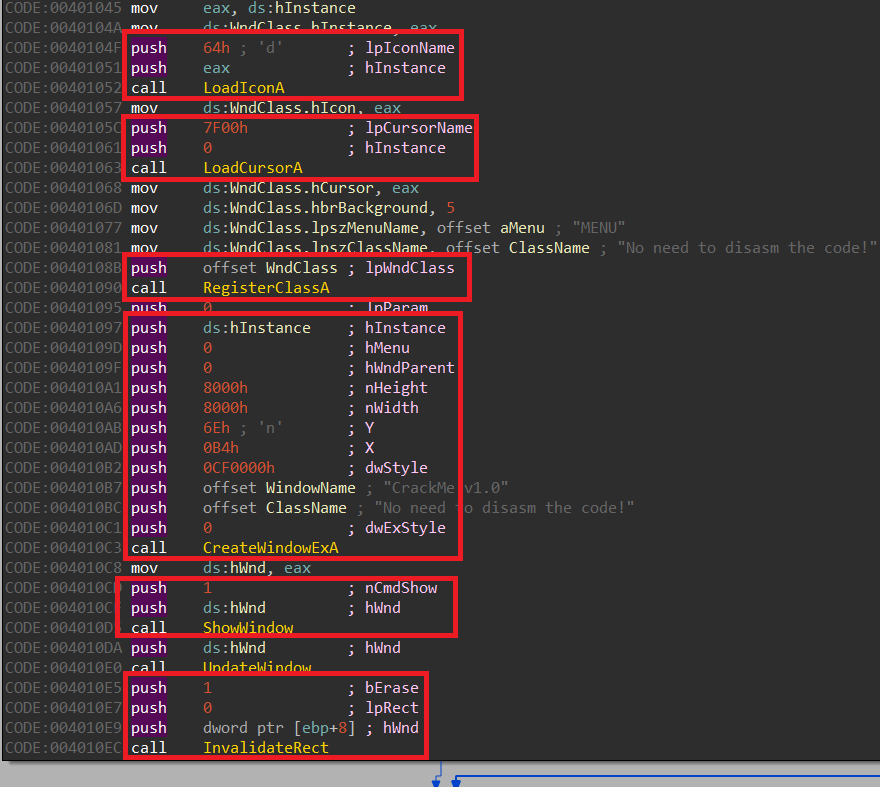 CODE:00401045 mov eax, ds:hInstance
CODE:0040104A mov ds:WndClass.hInstance, eax
CODE:0040104F push 64h ; 'd' ; lpIconName
CODE:00401051 push eax ; hInstance
CODE:00401052 call LoadIconA
CODE:00401057 mov ds:WndClass.hIcon, eax
CODE:0040105C push 7F00h ; lpCursorName
CODE:00401061 push 0 ; hInstance
CODE:00401063 call LoadCursorA
CODE:00401068 mov ds:WndClass.hCursor, eax
CODE:0040106D mov ds:WndClass.hbrBackground, 5
CODE:00401077 mov ds:WndClass.lpszMenuName, offset aMenu ; "MENU"
CODE:00401081 mov ds:WndClass.lpszClassName, offset ClassName ; "No need to disasm the code!"
CODE:0040108B push offset WndClass ; lpWndClass
CODE:00401090 call RegisterClassA
CODE:00401095 push 0 ; lpParam
CODE:00401097 push ds:hInstance ; hInstance
CODE:0040109D push 0 ; hMenu
CODE:0040109F push 0 ; hWndParent
CODE:004010A1 push 8000h ; nHeight
CODE:004010A6 push 8000h ; nWidth
CODE:004010AB push 6Eh ; 'n' ; Y
CODE:004010AD push 0B4h ; X
CODE:004010B2 push 0CF0000h ; dwStyle
CODE:004010B7 push offset WindowName ; "CrackMe v1.0"
CODE:004010BC push offset ClassName ; "No need to disasm the code!"
CODE:004010C1 push 0 ; dwExStyle
CODE:004010C3 call CreateWindowExA
CODE:004010C8 mov ds:hWnd, eax
CODE:004010CD push 1 ; nCmdShow
CODE:004010CF push ds:hWnd ; hWnd
CODE:004010D5 call ShowWindow
CODE:004010DA push ds:hWnd ; hWnd
CODE:004010E0 call UpdateWindow
CODE:004010E5 push 1 ; bErase
CODE:004010E7 push 0 ; lpRect
CODE:004010E9 push dword ptr [ebp+8] ; hWnd
CODE:004010EC call InvalidateRect